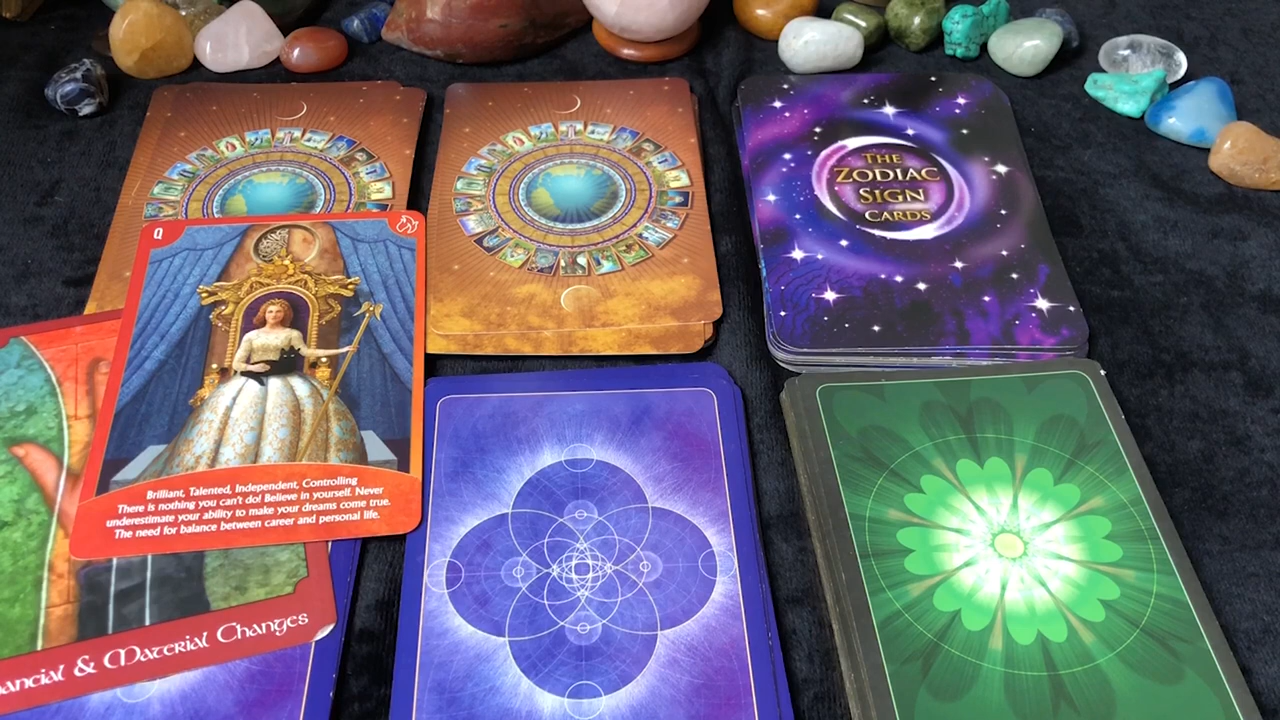 THE
ZODIAC
SIGN
CARDS
Q
Brilliant, Talented, Independent, Controlling
There is nothing you can't do! Believe in yourself. Never
underestimate your ability to make your dreams come true.
The need for balance between career and personal life.
ancial & Material Changes